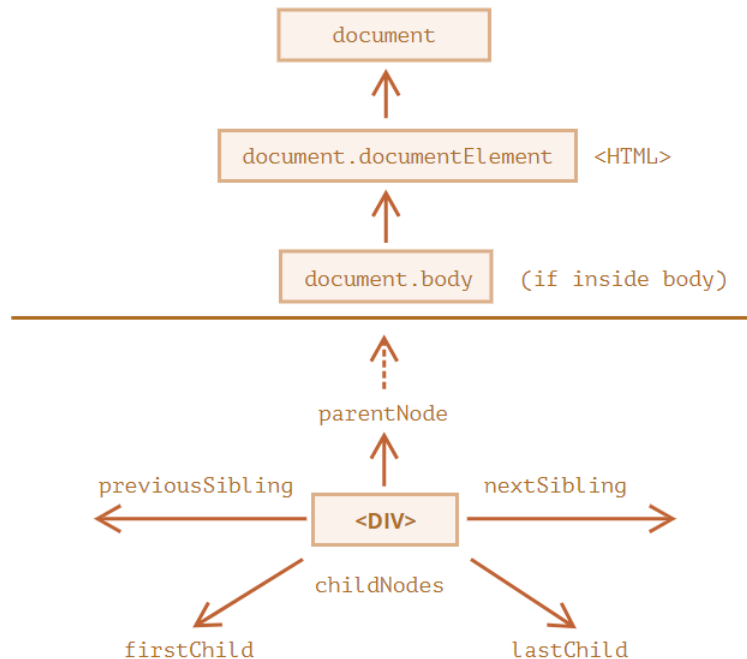 document
document.documentElement <HTML>
document.body (if inside body)
parentNode
previousSibling nextSibling
<DIV>
childNodes
firstChild lastChild